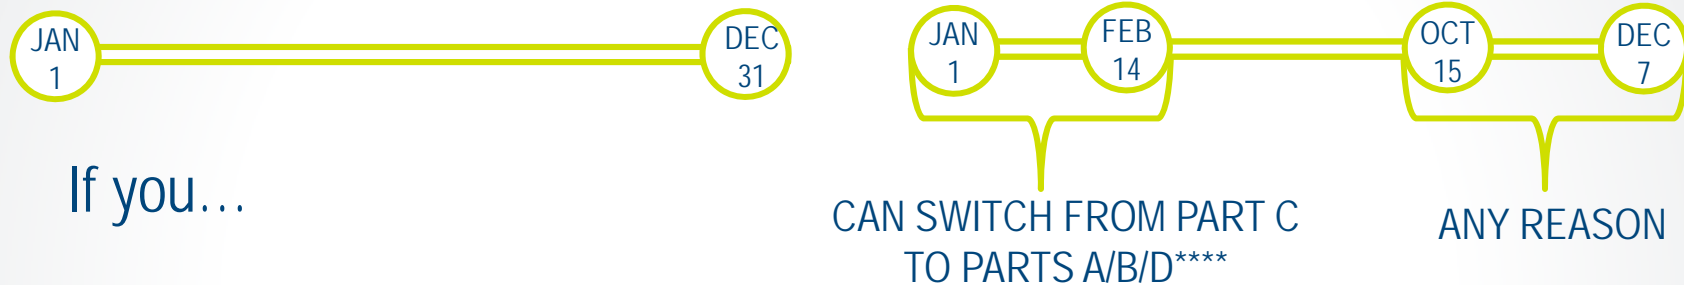 JAN
1
DEC
31
JAN
1
FEB
14
OCT
15
DEC
7
If you…
CAN SWITCH FROM PART C
TO PARTS A/B/D****
ANY REASON